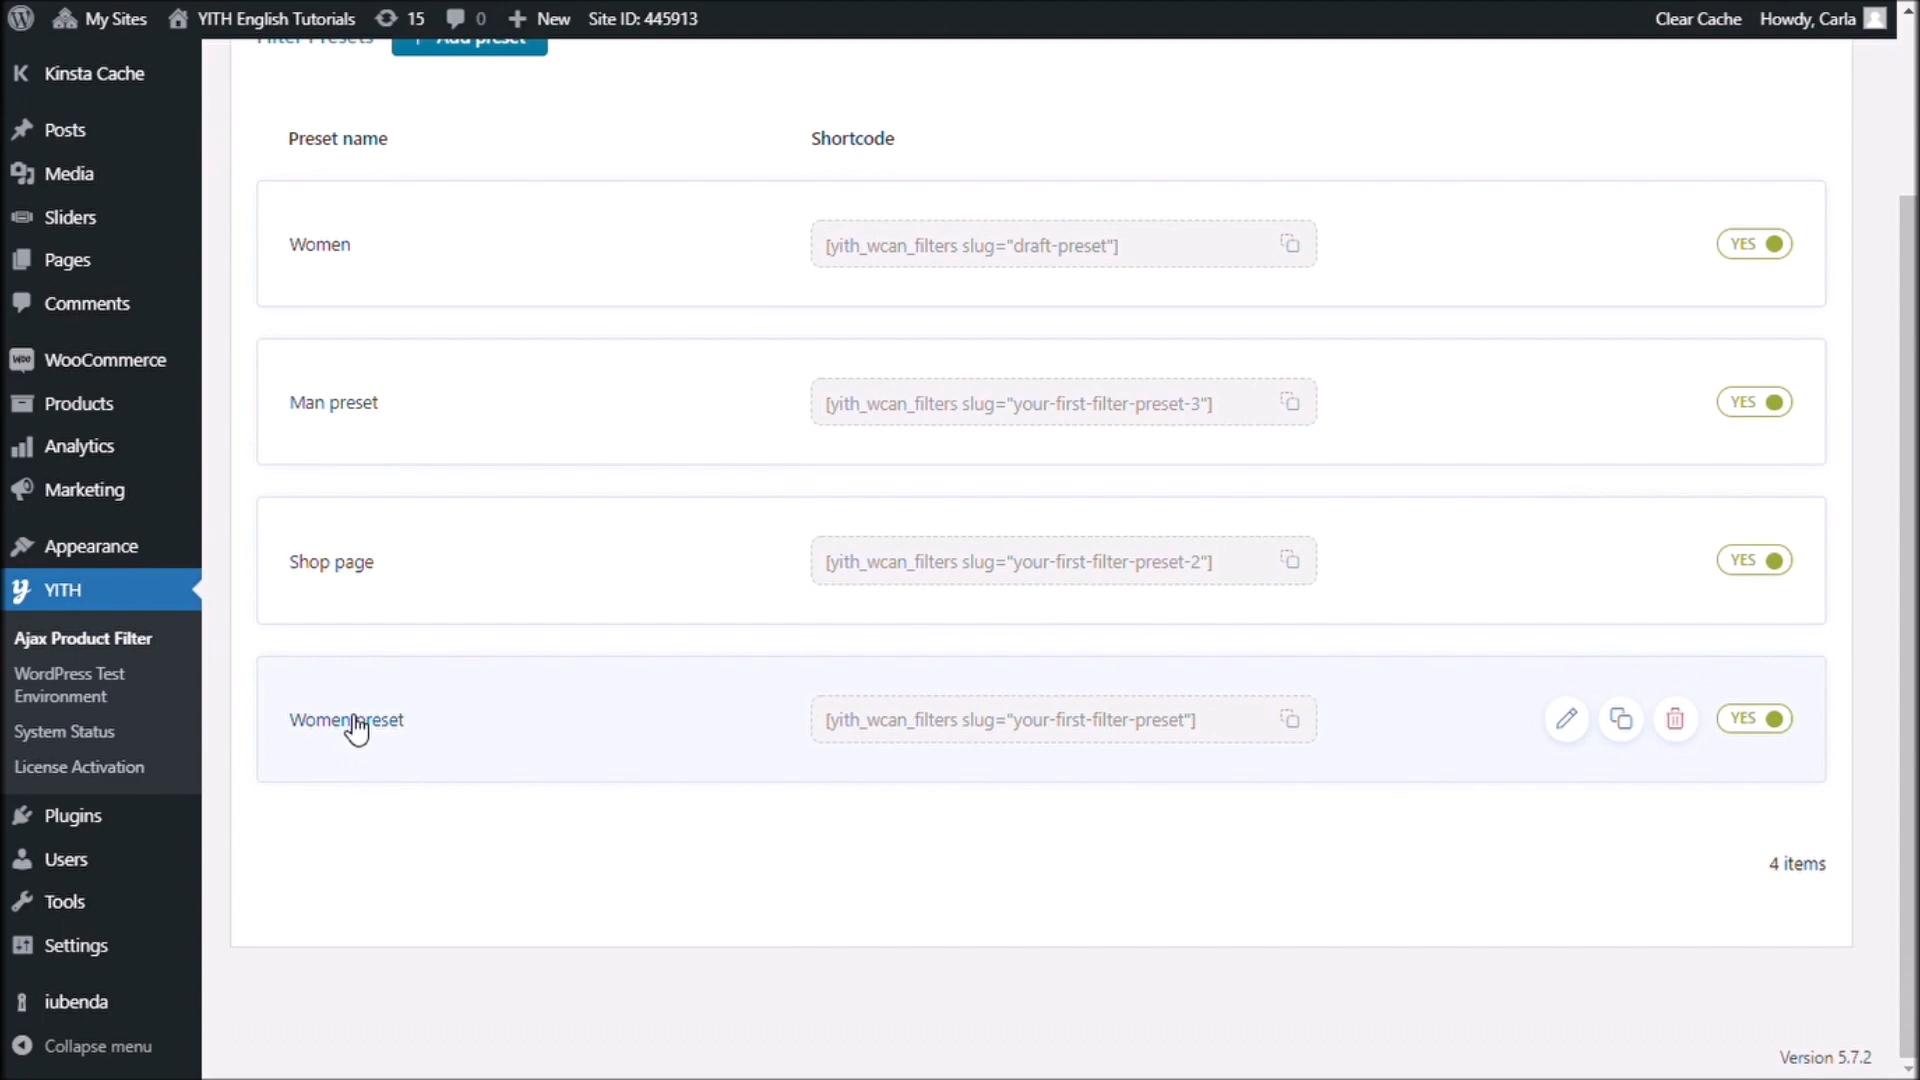 My Sites
YITH English Tutorials
15
0
New
Site ID: 445913
Clear Cache
Howdy, Carla
Kinsta Cache
Posts
Media
Sliders
Pages
Comments
WooCommerce
Products
Analytics
Marketing
Appearance
YITH
Ajax Product Filter
WordPress Test
Environment
System Status
License Activation
Plugins
Users
Tools
Settings
iubenda
Collapse menu
Filter Presets
+ Add preset
Preset name
Shortcode
Women
[yith_wcan_filters slug="draft-preset"]
YES
Man preset
[yith_wcan_filters slug="your-first-filter-preset-3"]
YES
Shop page
[yith_wcan_filters slug="your-first-filter-preset-2"]
YES
Women preset
[yith_wcan_filters slug="your-first-filter-preset"]
YES
4 items
Version 5.7.2